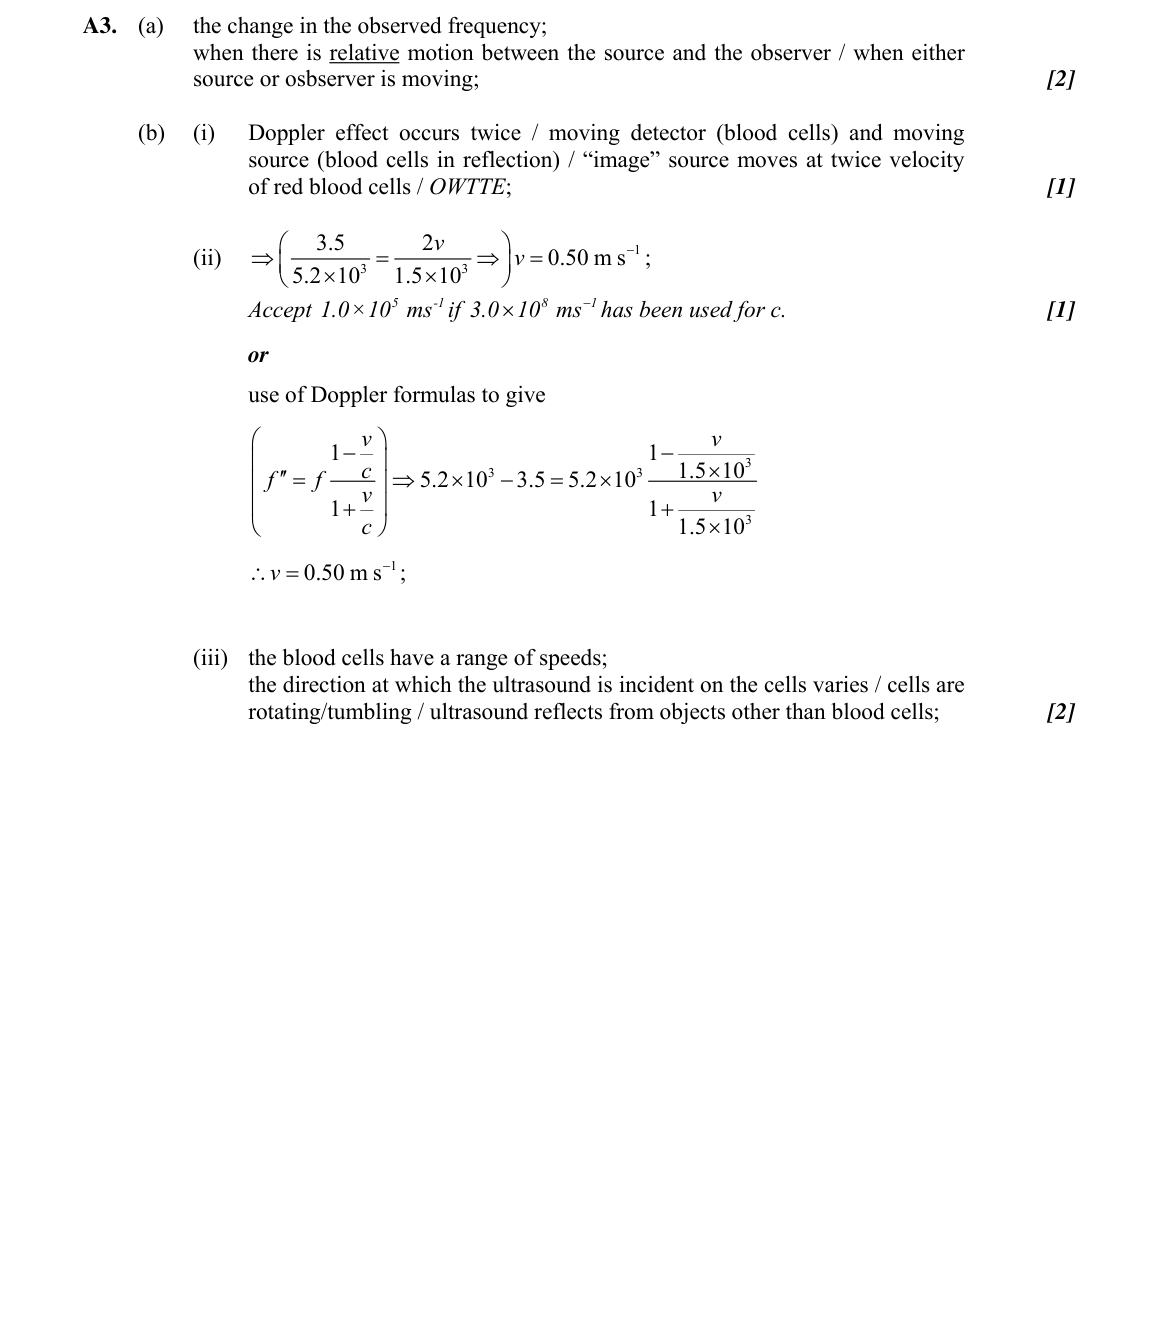 A3. (a) the change in the observed frequency;
when there is relative motion between the source and the observer / when either
source or osbserver is moving; [2]
(b) (i) Doppler effect occurs twice / moving detector (blood cells) and moving
source (blood cells in reflection) / “image” source moves at twice velocity
of red blood cells / OWTTE; [1]
(ii) ⇒ ( 3.5 / 5.2×10³ = 2v / 1.5×10³ ⇒ ) v = 0.50 m s⁻¹ ;
Accept 1.0×10⁵ ms⁻¹ if 3.0×10⁸ ms⁻¹ has been used for c. [1]
or
use of Doppler formulas to give
( f″ = f (1 − v/c) / (1 + v/c) ) ⇒ 5.2×10³ − 3.5 = 5.2×10³ (1 − v / 1.5×10³) / (1 + v / 1.5×10³)
∴ v = 0.50 m s⁻¹ ;
(iii) the blood cells have a range of speeds;
the direction at which the ultrasound is incident on the cells varies / cells are
rotating/tumbling / ultrasound reflects from objects other than blood cells; [2]